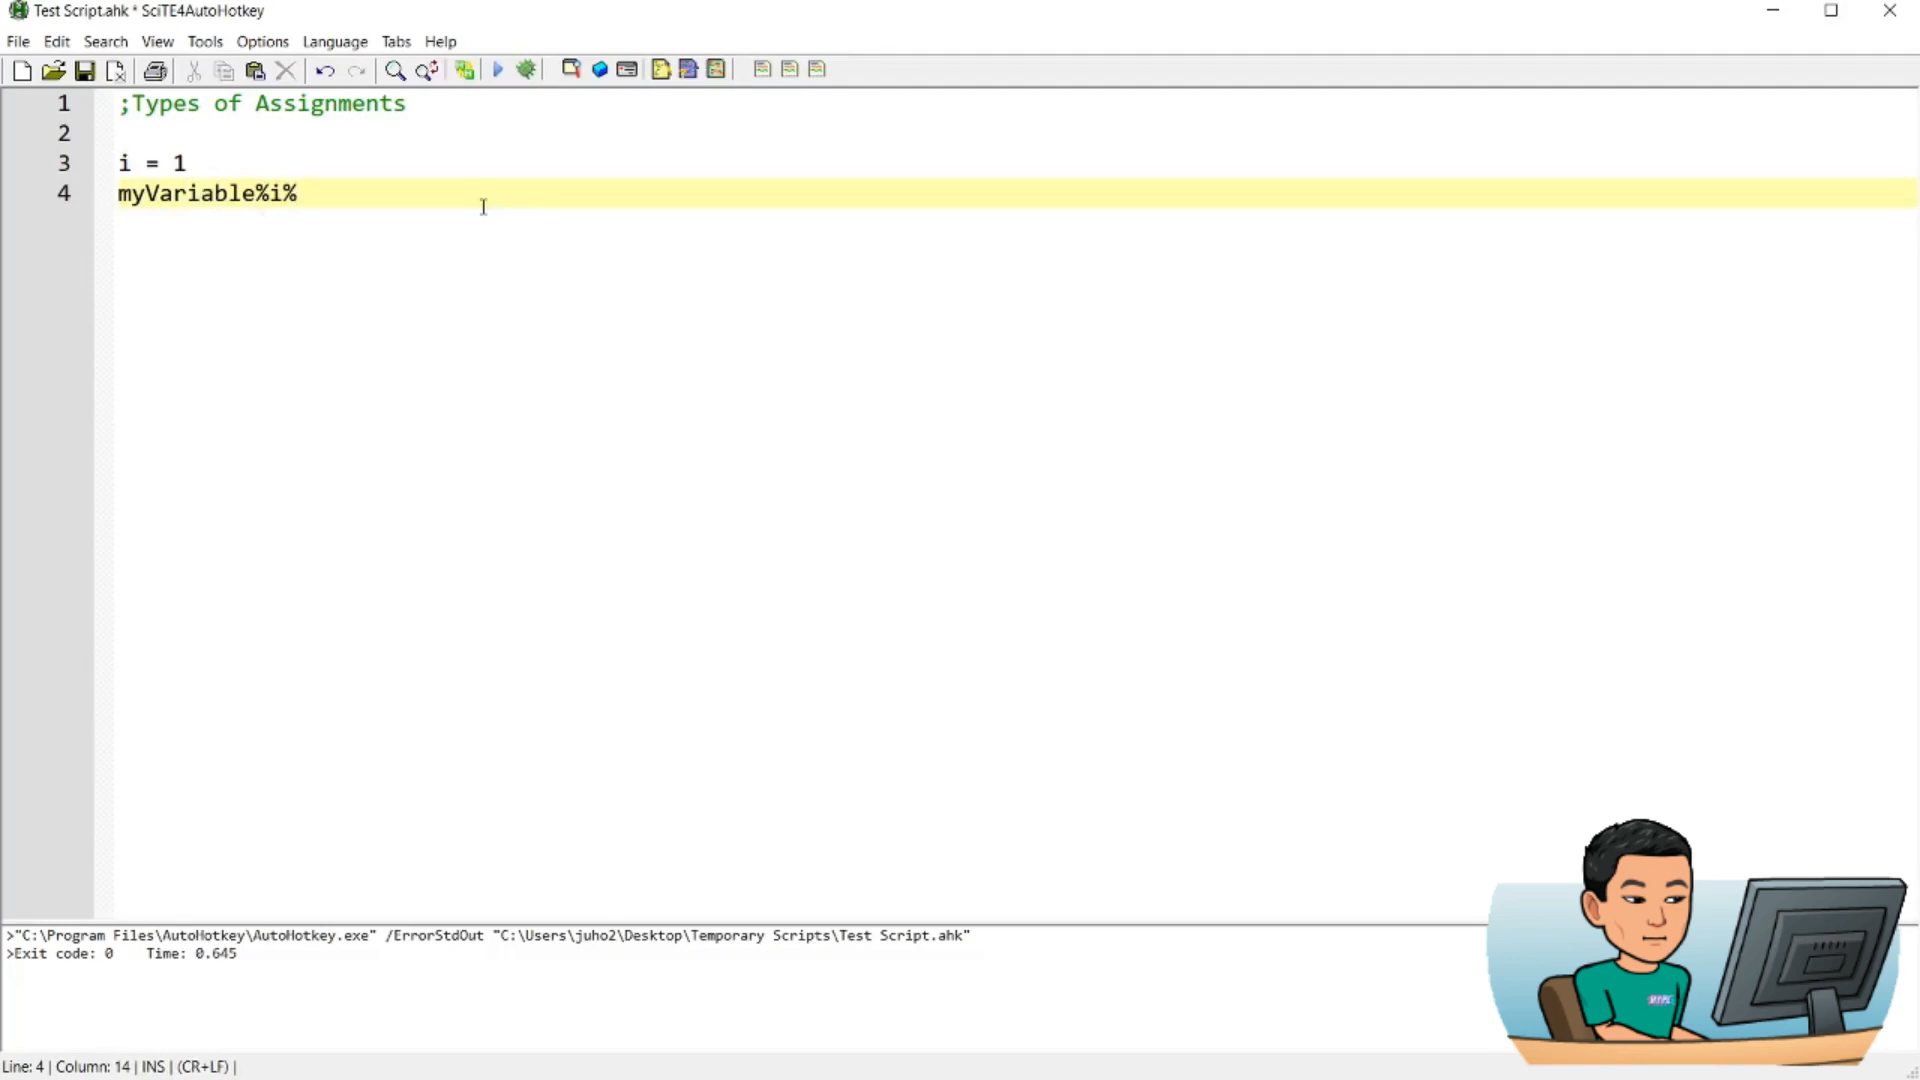 Test Script.ahk * SciTE4AutoHotkey
File Edit Search View Tools Options Language Tabs Help
1 ;Types of Assignments
2
3 i = 1
4 myVariable%i%
>"C:\Program Files\AutoHotkey\AutoHotkey.exe" /ErrorStdOut "C:\Users\juho2\Desktop\Temporary Scripts\Test Script.ahk"
>Exit code: 0    Time: 0.645
Line: 4 | Column: 14 | INS | (CR+LF) |